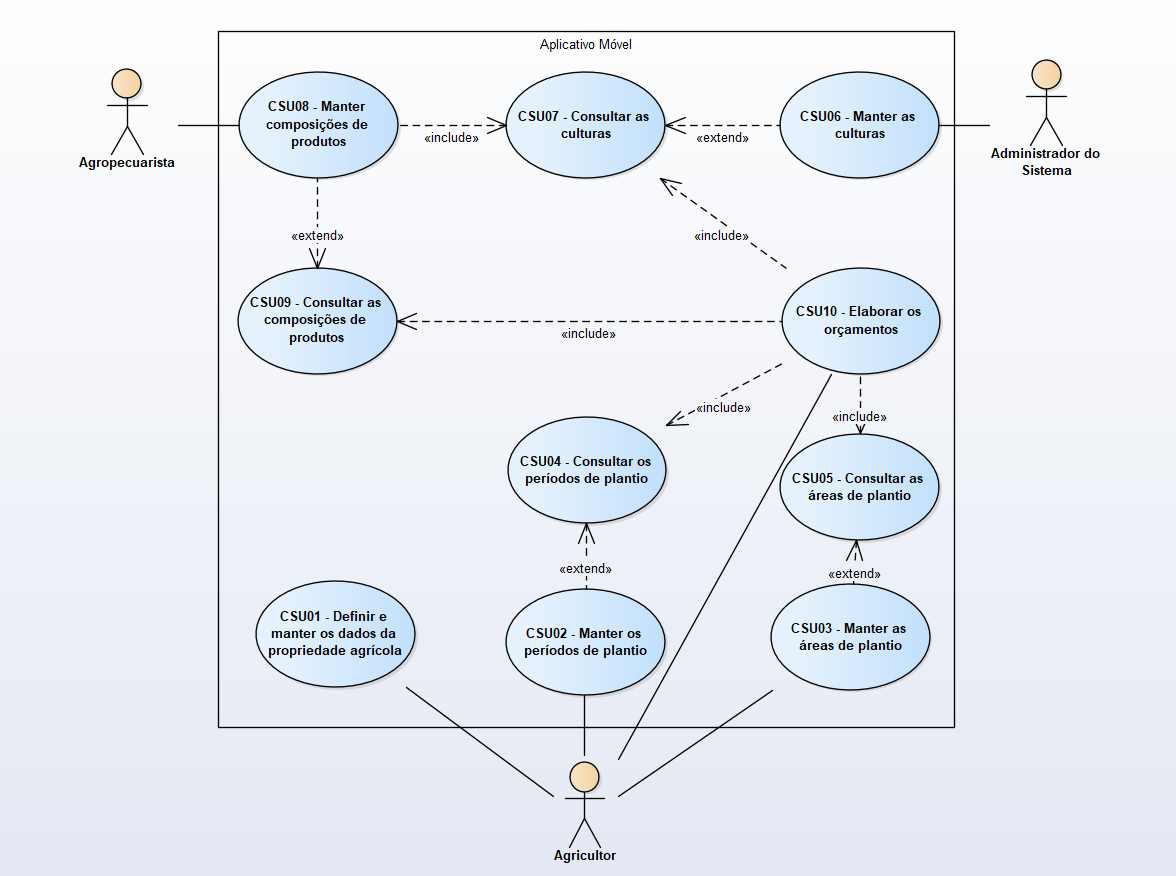 Aplicativo Móvel
CSU08 - Manter
composições de
produtos
CSU07 - Consultar as
culturas
CSU06 - Manter as
culturas
«include»
«extend»
Agropecuarista
Administrador do
Sistema
«extend»
«include»
CSU09 - Consultar as
composições de
produtos
CSU10 - Elaborar os
orçamentos
«include»
«include»
«include»
CSU04 - Consultar os
períodos de plantio
CSU05 - Consultar as
áreas de plantio
«extend»
«extend»
CSU01 - Definir e
manter os dados da
propriedade agrícola
CSU02 - Manter os
períodos de plantio
CSU03 - Manter as
áreas de plantio
Agricultor